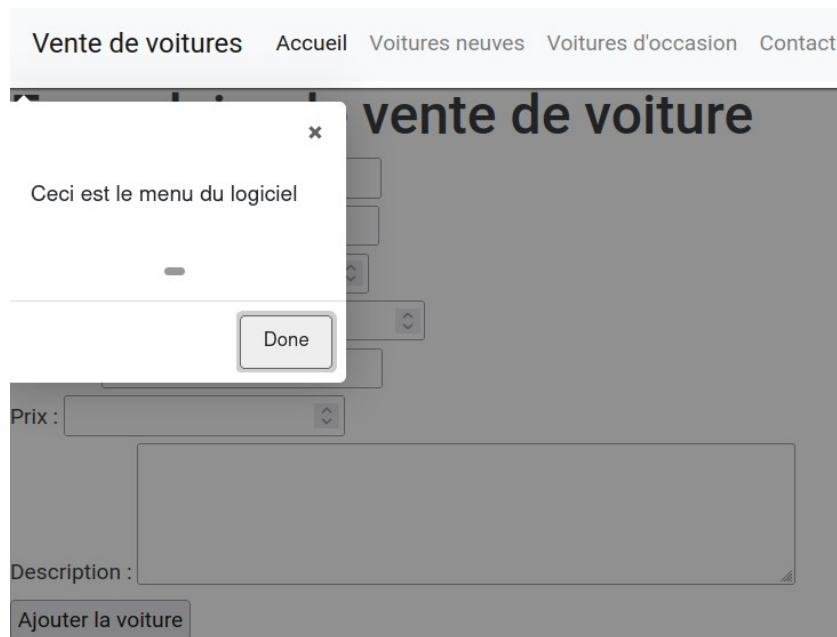 Vente de voitures Accueil Voitures neuves Voitures d'occasion Contact
vente de voiture
Ceci est le menu du logiciel
Done
Prix :
Description :
Ajouter la voiture